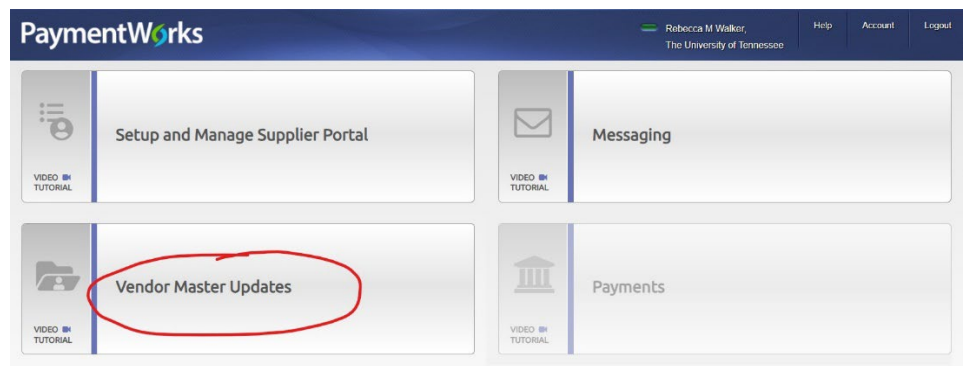 PaymentWorks
Rebecca M Walker,
The University of Tennessee
Help
Account
Logout
Setup and Manage Supplier Portal
VIDEO
TUTORIAL
Messaging
VIDEO
TUTORIAL
Vendor Master Updates
VIDEO
TUTORIAL
Payments
VIDEO
TUTORIAL